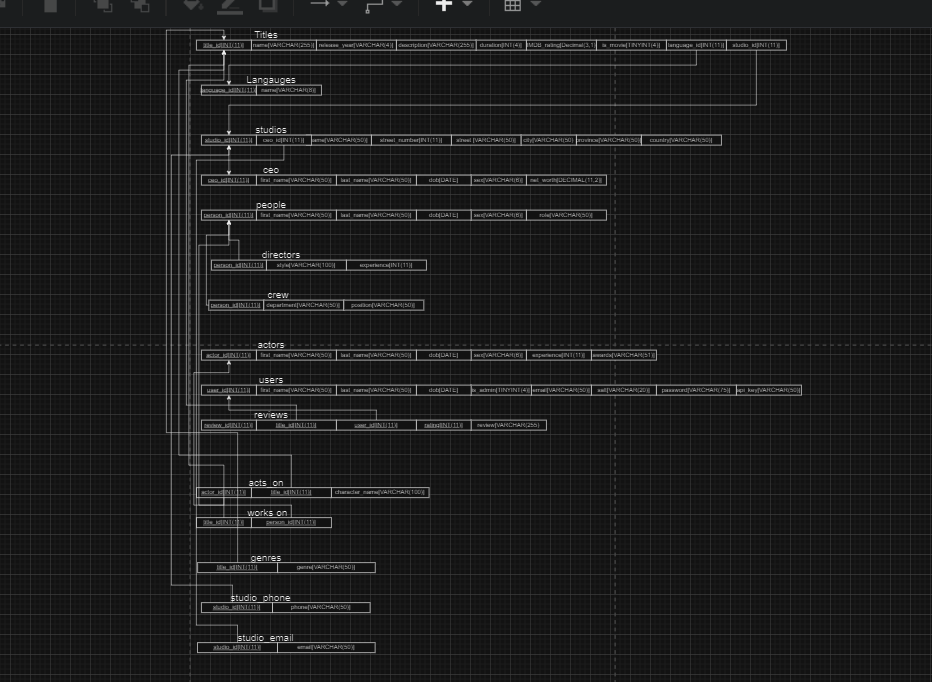 Titles
title_id[INT(11)] name[VARCHAR(255)] release_year[VARCHAR(4)] description[VARCHAR(255)] duration[INT(4)] IMDB_rating[Decimal(3,1)] is_movie[TINYINT(4)] language_id[INT(11)] studio_id[INT(11)]
Langauges
language_id[INT(11)] name[VARCHAR(8)]
studios
studio_id[INT(11)] ceo_id[INT(11)] name[VARCHAR(50)] street_number[INT(11)] street [VARCHAR(50)] city[VARCHAR(50)] province[VARCHAR(50)] country[VARCHAR(50)]
ceo
ceo_id[INT(11)] first_name[VARCHAR(50)] last_name[VARCHAR(50)] dob[DATE] sex[VARCHAR(6)] net_worth[DECIMAL(11,2)]
people
person_id[INT(11)] first_name[VARCHAR(50)] last_name[VARCHAR(50)] dob[DATE] sex[VARCHAR(6)] role[VARCHAR(50)]
directors
person_id[INT(11)] style[VARCHAR(100)] experience[INT(11)]
crew
person_id[INT(11)] department[VARCHAR(50)] position[VARCHAR(50)]
actors
actor_id[INT(11)] first_name[VARCHAR(50)] last_name[VARCHAR(50)] dob[DATE] sex[VARCHAR(6)] experience[INT(11)] awards[VARCHAR(51)]
users
user_id[INT(11)] first_name[VARCHAR(50)] last_name[VARCHAR(50)] dob[DATE] is_admin[TINYINT(4)] email[VARCHAR(50)] salt[VARCHAR(20)] password[VARCHAR(75)] api_key[VARCHAR(50)]
reviews
review_id[INT(11)] title_id[INT(11)] user_id[INT(11)] rating[INT(11)] review[VARCHAR(255)
acts_on
actor_id[INT(11)] title_id[INT(11)] character_name[VARCHAR(100)]
works on
title_id[INT(11)] person_id[INT(11)]
genres
title_id[INT(11)] genre[VARCHAR(50)]
studio_phone
studio_id[INT(11)] phone[VARCHAR(50)]
studio_email
studio_id[INT(11)] email[VARCHAR(50)]